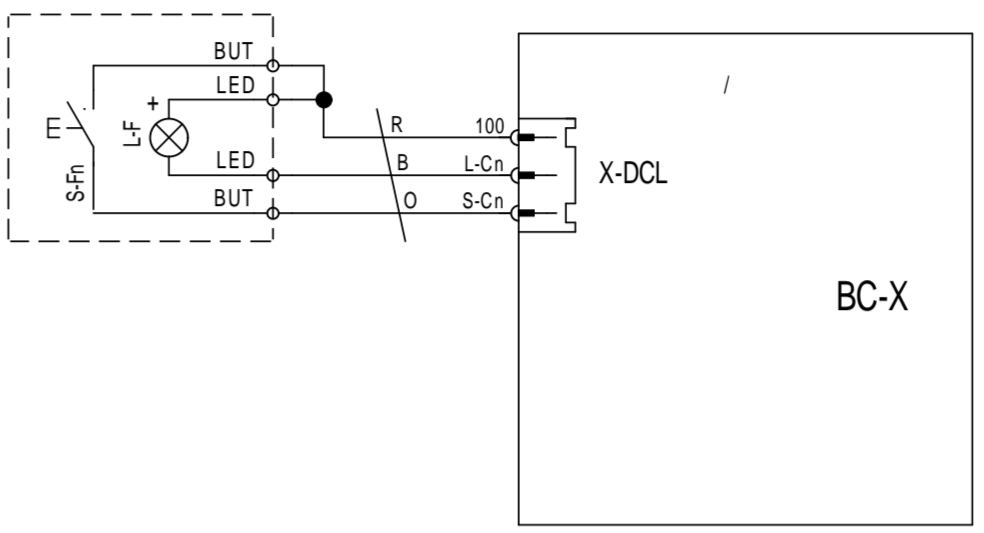 BUT
LED
+
L-F
S-Fn
LED
BUT
R
100
B
L-Cn
O
S-Cn
X-DCL
/
BC-X